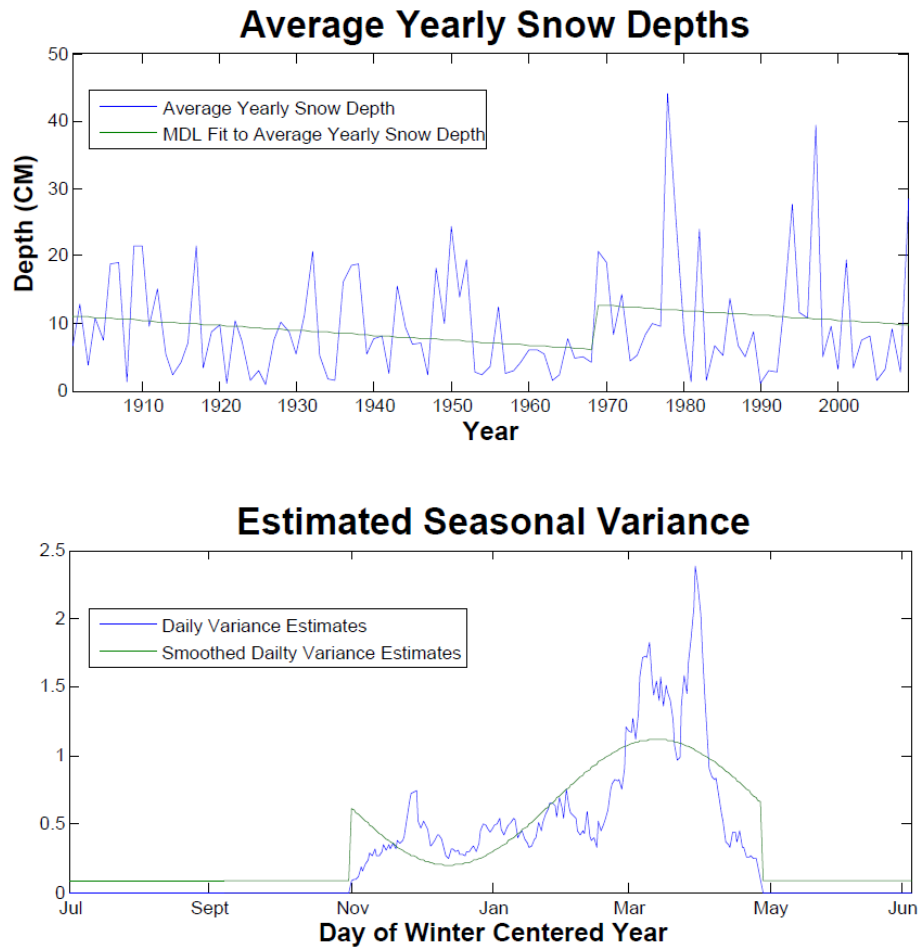 Average Yearly Snow Depths
50
40
30
20
10
0
Depth (CM)
Average Yearly Snow Depth
MDL Fit to Average Yearly Snow Depth
1910 1920 1930 1940 1950 1960 1970 1980 1990 2000
Year
Estimated Seasonal Variance
2.5
2
1.5
1
0.5
0
Daily Variance Estimates
Smoothed Dailty Variance Estimates
Jul Sept Nov Jan Mar May Jun
Day of Winter Centered Year